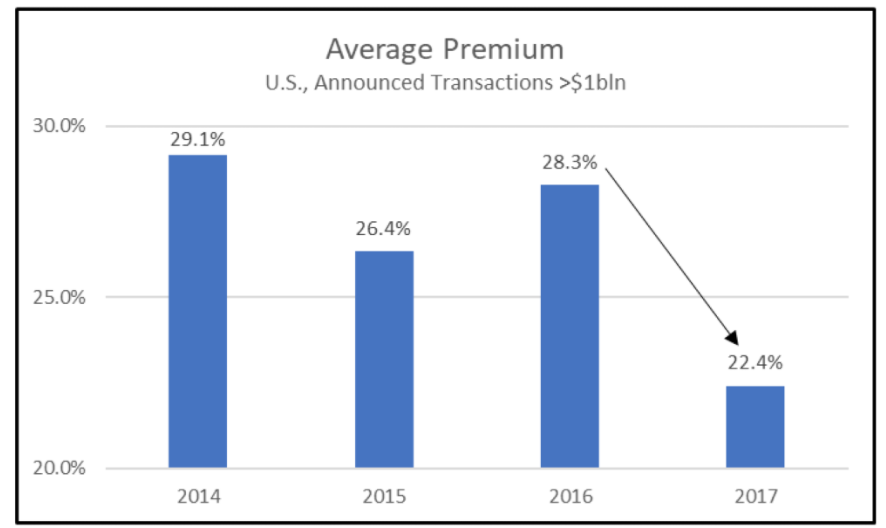 Average Premium
U.S., Announced Transactions >$1bln
30.0%
29.1%
28.3%
26.4%
25.0%
22.4%
20.0%
2014 2015 2016 2017